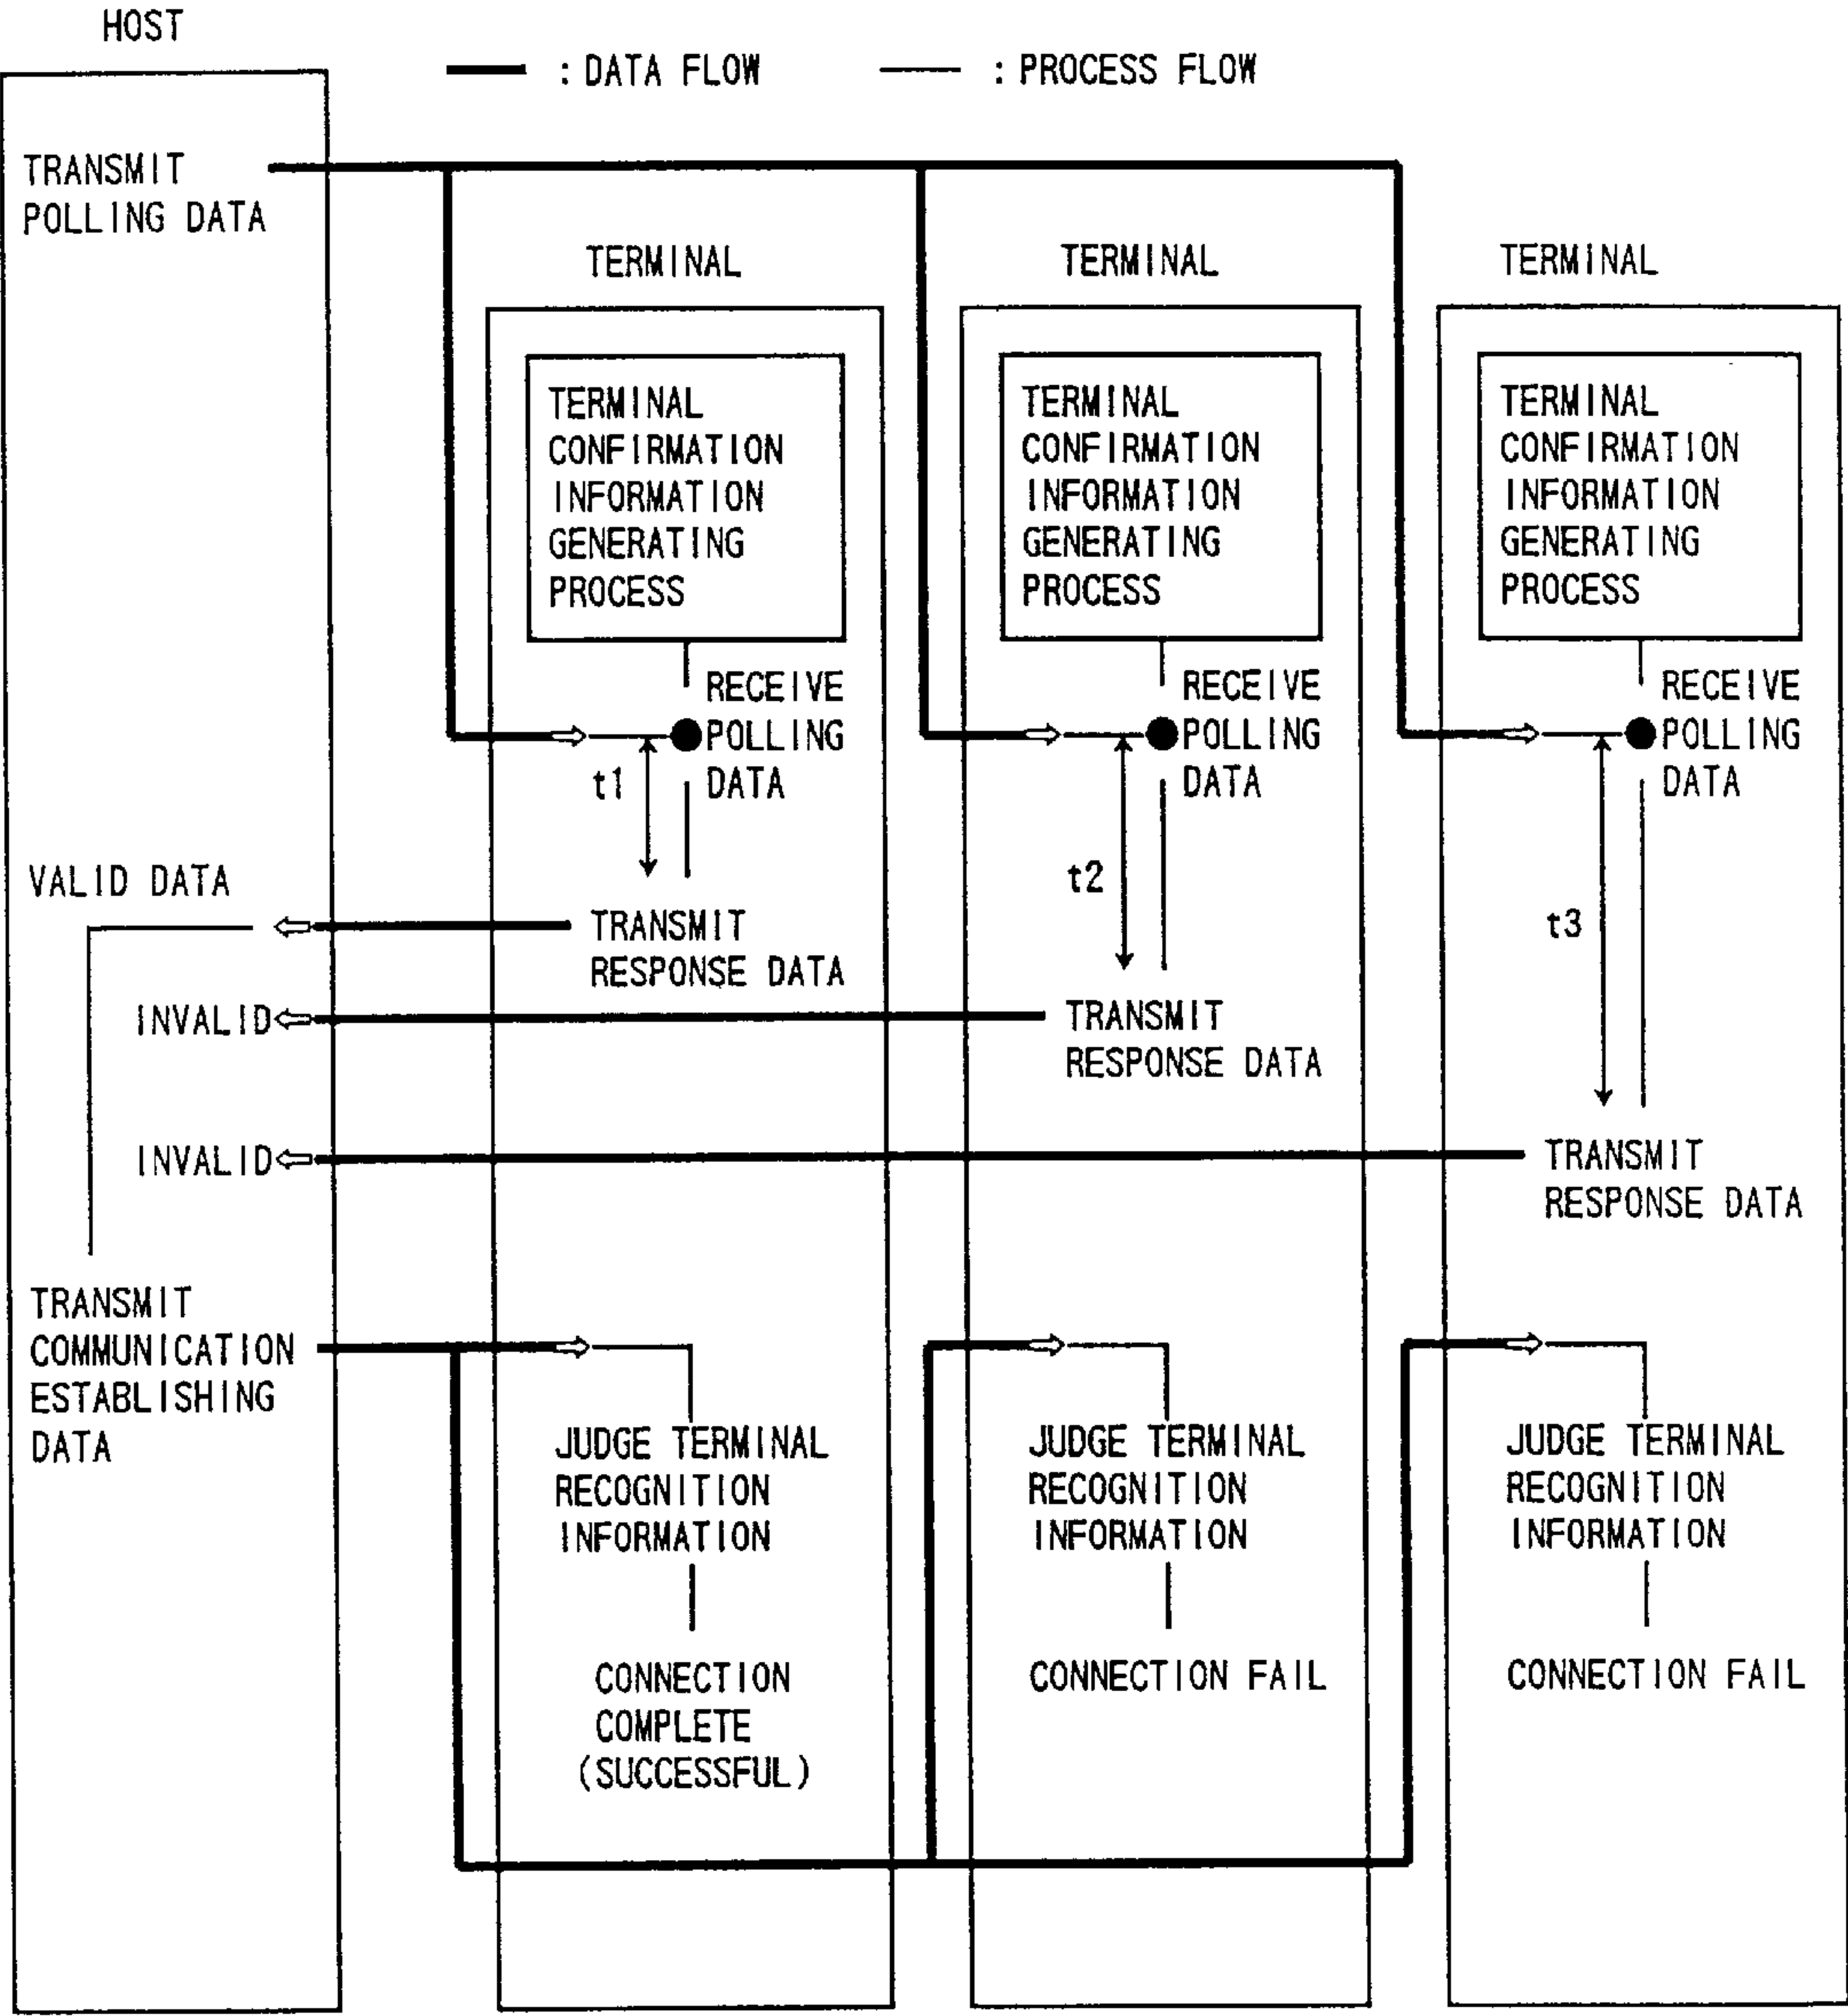 HOST
: DATA FLOW
: PROCESS FLOW
TRANSMIT
POLLING DATA
TERMINAL
TERMINAL
TERMINAL
TERMINAL
CONFIRMATION
INFORMATION
GENERATING
PROCESS
TERMINAL
CONFIRMATION
INFORMATION
GENERATING
PROCESS
TERMINAL
CONFIRMATION
INFORMATION
GENERATING
PROCESS
RECEIVE
POLLING
DATA
RECEIVE
POLLING
DATA
RECEIVE
POLLING
DATA
t1
t2
t3
VALID DATA
TRANSMIT
RESPONSE DATA
INVALID
TRANSMIT
RESPONSE DATA
INVALID
TRANSMIT
RESPONSE DATA
TRANSMIT
COMMUNICATION
ESTABLISHING
DATA
JUDGE TERMINAL
RECOGNITION
INFORMATION
JUDGE TERMINAL
RECOGNITION
INFORMATION
JUDGE TERMINAL
RECOGNITION
INFORMATION
CONNECTION
COMPLETE
(SUCCESSFUL)
CONNECTION FAIL
CONNECTION FAIL